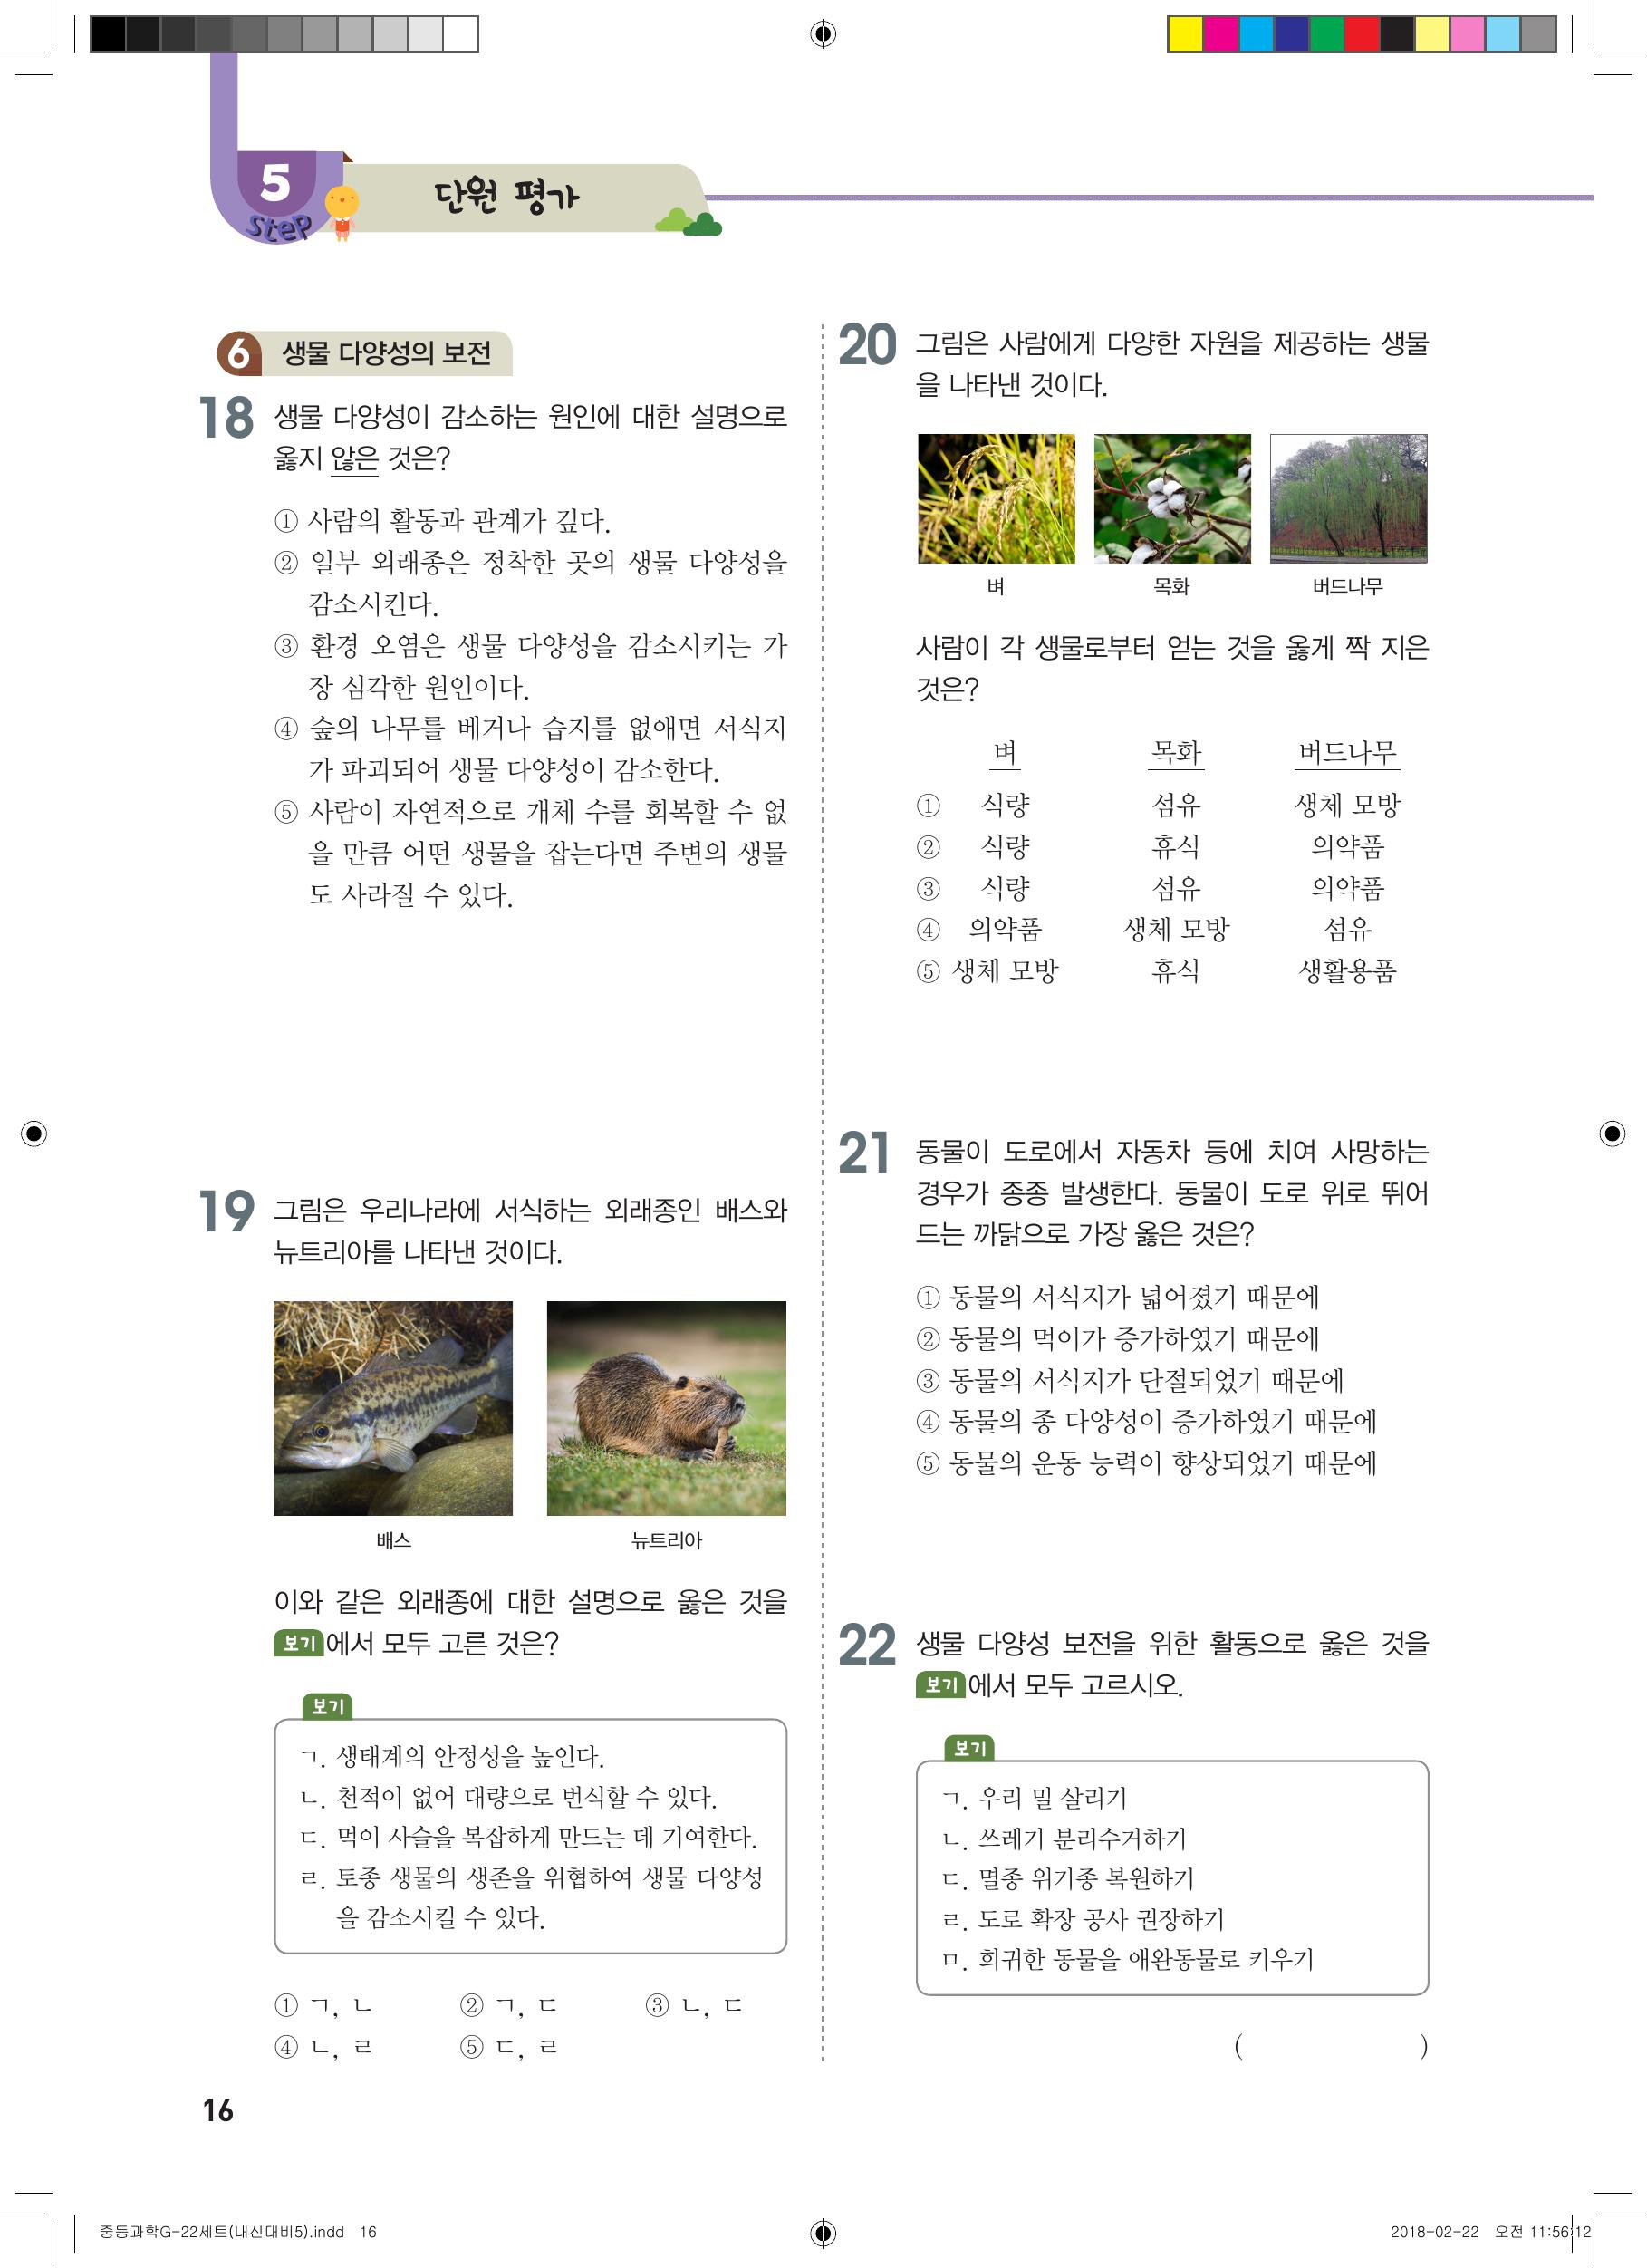 5
step
단원 평가
6 생물 다양성의 보전
18 생물 다양성이 감소하는 원인에 대한 설명으로
옳지 않은 것은?
① 사람의 활동과 관계가 깊다.
② 일부 외래종은 정착한 곳의 생물 다양성을
감소시킨다.
③ 환경 오염은 생물 다양성을 감소시키는 가
장 심각한 원인이다.
④ 숲의 나무를 베거나 습지를 없애면 서식지
가 파괴되어 생물 다양성이 감소한다.
⑤ 사람이 자연적으로 개체 수를 회복할 수 없
을 만큼 어떤 생물을 잡는다면 주변의 생물
도 사라질 수 있다.
19 그림은 우리나라에 서식하는 외래종인 배스와
뉴트리아를 나타낸 것이다.
배스 뉴트리아
이와 같은 외래종에 대한 설명으로 옳은 것을
보기 에서 모두 고른 것은?
보기
ㄱ. 생태계의 안정성을 높인다.
ㄴ. 천적이 없어 대량으로 번식할 수 있다.
ㄷ. 먹이 사슬을 복잡하게 만드는 데 기여한다.
ㄹ. 토종 생물의 생존을 위협하여 생물 다양성
을 감소시킬 수 있다.
① ㄱ, ㄴ ② ㄱ, ㄷ ③ ㄴ, ㄷ
④ ㄴ, ㄹ ⑤ ㄷ, ㄹ
20 그림은 사람에게 다양한 자원을 제공하는 생물
을 나타낸 것이다.
벼 목화 버드나무
사람이 각 생물로부터 얻는 것을 옳게 짝 지은
것은?
벼 목화 버드나무
① 식량 섬유 생체 모방
② 식량 휴식 의약품
③ 식량 섬유 의약품
④ 의약품 생체 모방 섬유
⑤ 생체 모방 휴식 생활용품
21 동물이 도로에서 자동차 등에 치여 사망하는
경우가 종종 발생한다. 동물이 도로 위로 뛰어
드는 까닭으로 가장 옳은 것은?
① 동물의 서식지가 넓어졌기 때문에
② 동물의 먹이가 증가하였기 때문에
③ 동물의 서식지가 단절되었기 때문에
④ 동물의 종 다양성이 증가하였기 때문에
⑤ 동물의 운동 능력이 향상되었기 때문에
22 생물 다양성 보전을 위한 활동으로 옳은 것을
보기 에서 모두 고르시오.
보기
ㄱ. 우리 밀 살리기
ㄴ. 쓰레기 분리수거하기
ㄷ. 멸종 위기종 복원하기
ㄹ. 도로 확장 공사 권장하기
ㅁ. 희귀한 동물을 애완동물로 키우기
( )
16
중등과학G-22세트(내신대비5).indd 16 2018-02-22 오전 11:56:12